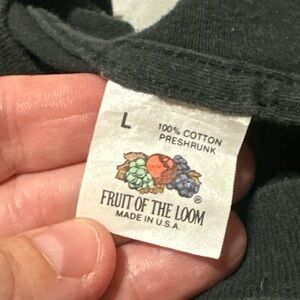 L
100% COTTON
PRESHRUNK
®
FRUIT OF THE LOOM
MADE IN U.S.A.